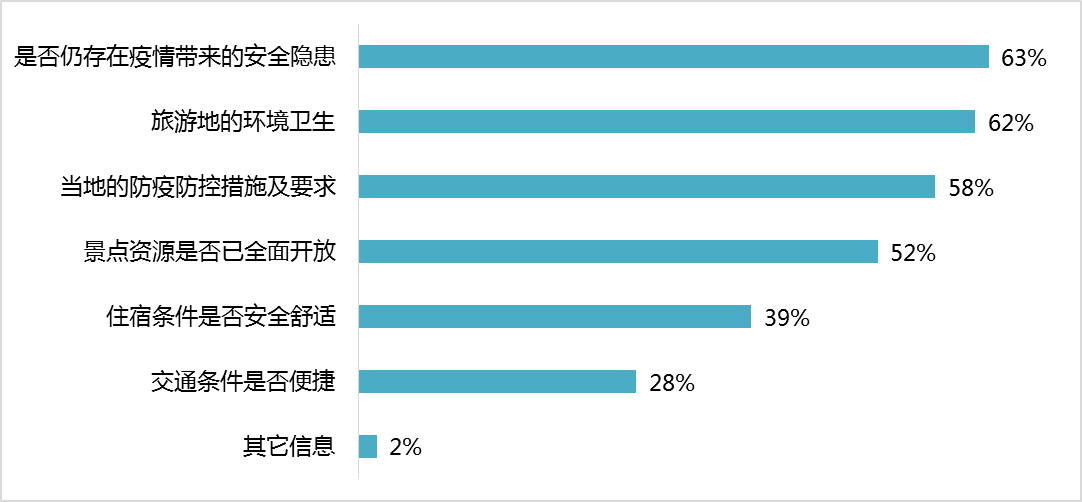 是否仍存在疫情带来的安全隐患 63%
旅游地的环境卫生 62%
当地的防疫防控措施及要求 58%
景点资源是否已全面开放 52%
住宿条件是否安全舒适 39%
交通条件是否便捷 28%
其它信息 2%